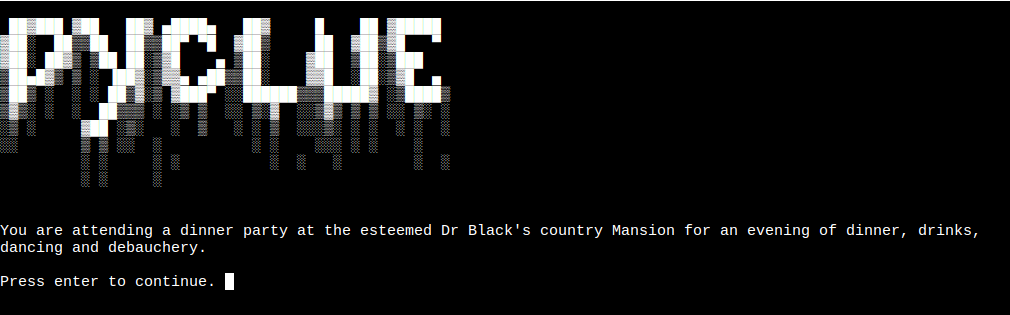 PYCLUE
You are attending a dinner party at the esteemed Dr Black's country Mansion for an evening of dinner, drinks,
dancing and debauchery.
Press enter to continue.